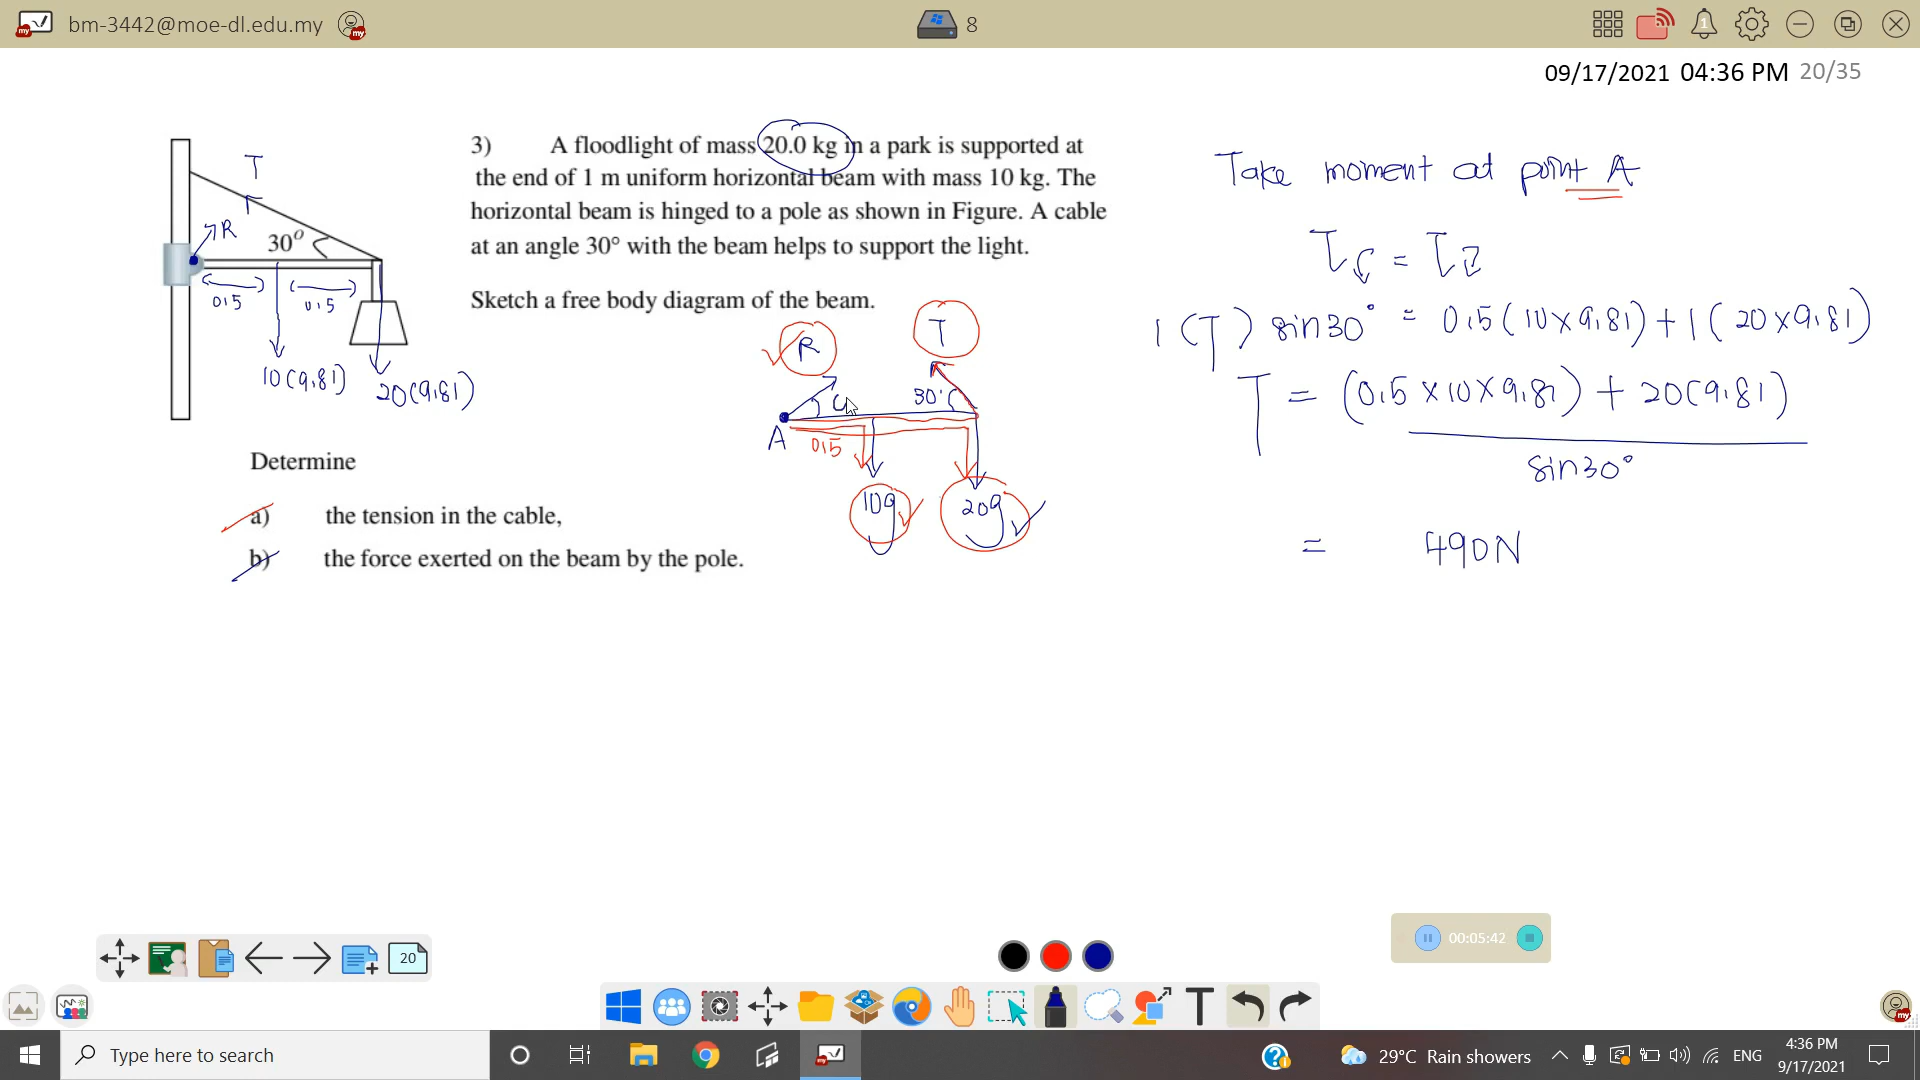 bm-3442@moe-dl.edu.my
8
1
09/17/2021 04:36 PM 20/35
3) A floodlight of mass 20.0 kg in a park is supported at
the end of 1 m uniform horizontal beam with mass 10 kg. The
horizontal beam is hinged to a pole as shown in Figure. A cable
at an angle 30° with the beam helps to support the light.
Sketch a free body diagram of the beam.
T
R
30°
0.5
0.5
10(9.81)
20(9.81)
R
T
30°
A
0.5
10g
20g
Determine
a) the tension in the cable,
b) the force exerted on the beam by the pole.
Take moment at point A
τ = τ
1(T) sin30° = 0.5(10×9.81)+1(20×9.81)
T = (0.5×10×9.81)+20(9.81)
sin30°
= 490N
00:05:42
20
T
Type here to search
29°C Rain showers
ENG
4:36 PM
9/17/2021